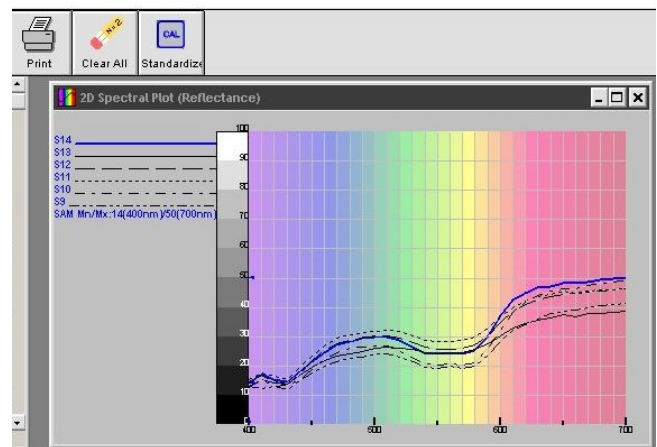 N=2
CAL
Print Clear All Standardize
2D Spectral Plot (Reflectance)
S14
S13
S12
S11
S10
S9
SAM Mn/Mx:14(400nm)/50(700nm)
100
90
80
70
60
50
40
30
20
10
0
400 500 600 700